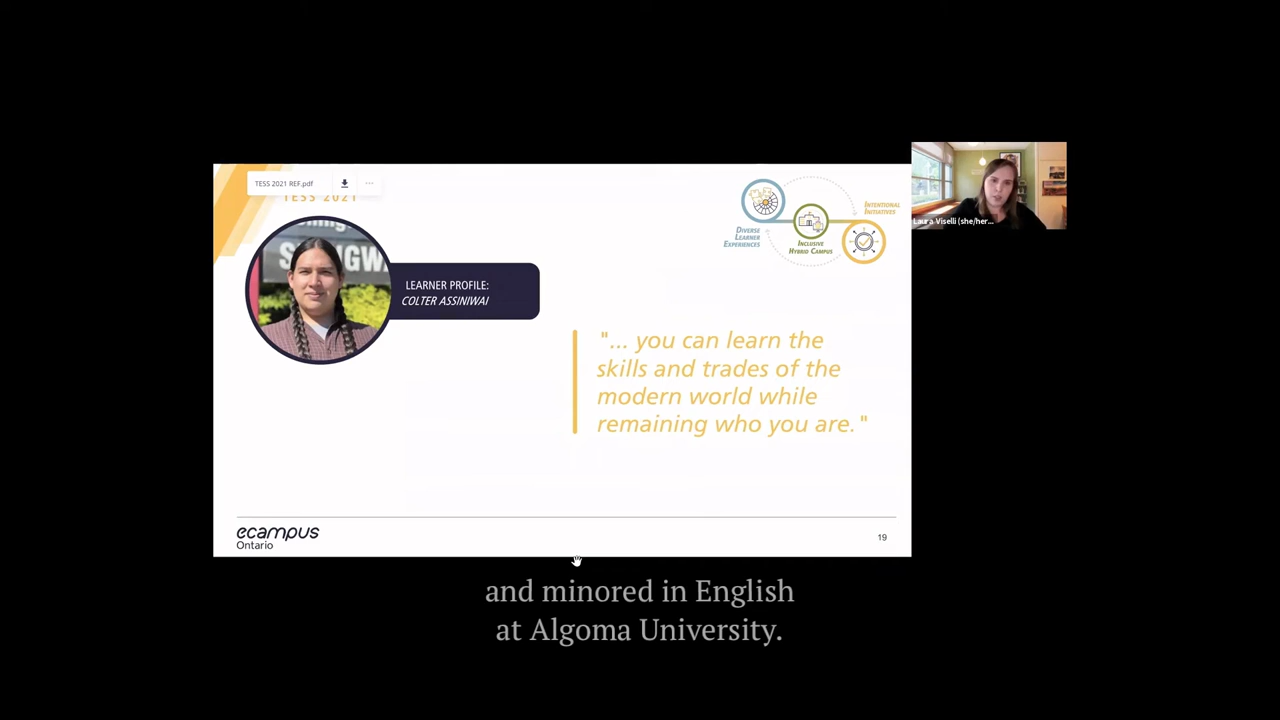 TESS 2021 REF.pdf
TESS 2021
LEARNER PROFILE:
COLTER ASSINIWAI
DIVERSE
LEARNER
EXPERIENCES
INCLUSIVE
HYBRID CAMPUS
INTENTIONAL
INITIATIVES
Laura Viselli (she/her...
"... you can learn the
skills and trades of the
modern world while
remaining who you are."
ecampus
Ontario
19
and minored in English
at Algoma University.